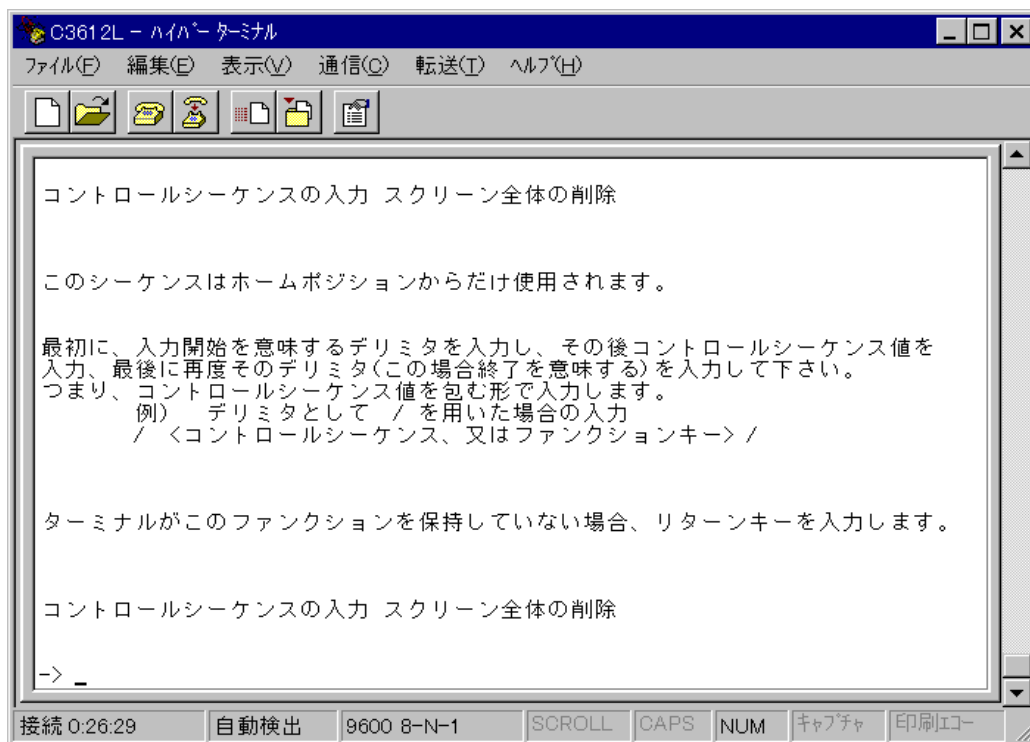 C3612L - ﾊｲﾊﾟｰ ﾀｰﾐﾅﾙ
ﾌｧｲﾙ(F) 編集(E) 表示(V) 通信(C) 転送(T) ﾍﾙﾌﾟ(H)
コントロールシーケンスの入力 スクリーン全体の削除
このシーケンスはホームポジションからだけ使用されます。
最初に、入力開始を意味するデリミタを入力し、その後コントロールシーケンス値を
入力、最後に再度そのデリミタ(この場合終了を意味する)を入力して下さい。
つまり、コントロールシーケンス値を包む形で入力します。
例) デリミタとして / を用いた場合の入力
/ <コントロールシーケンス、又はファンクションキー> /
ターミナルがこのファンクションを保持していない場合、リターンキーを入力します。
コントロールシーケンスの入力 スクリーン全体の削除
-> _
接続 0:26:29 自動検出 9600 8-N-1 SCROLL CAPS NUM ｷｬﾌﾟﾁｬ 印刷ｴｺｰ